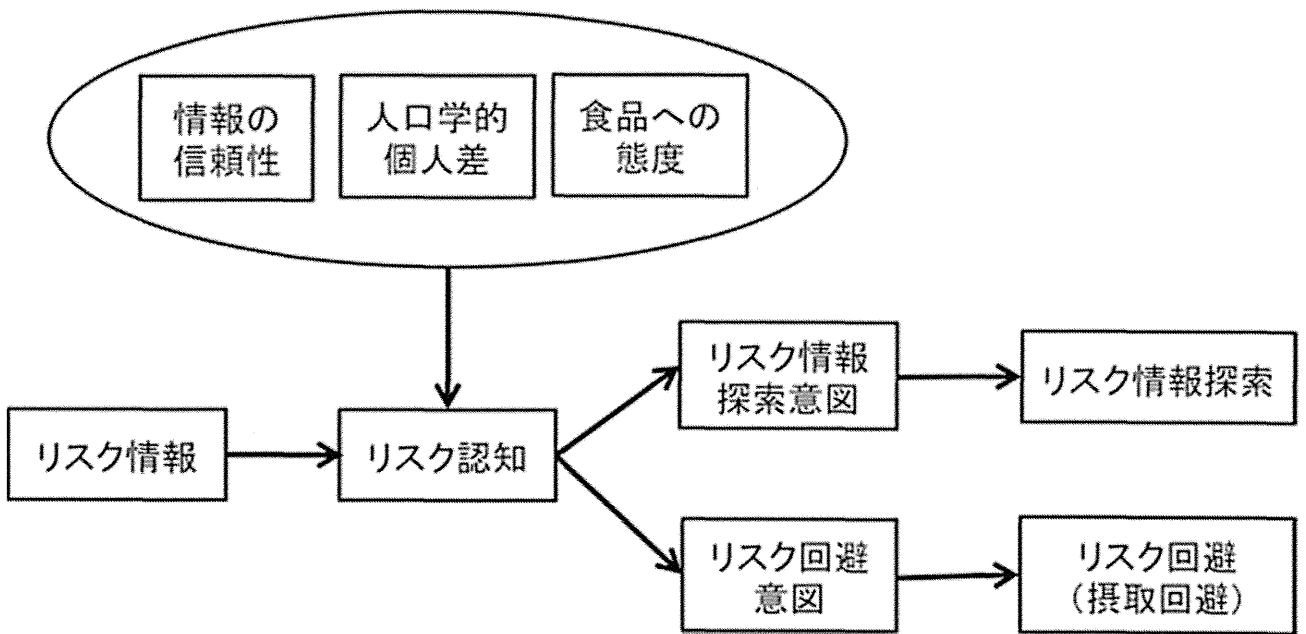 情報の
信頼性
人口学的
個人差
食品への
態度
リスク情報
探索意図
リスク情報探索
リスク情報
リスク認知
リスク回避
意図
リスク回避
（摂取回避）